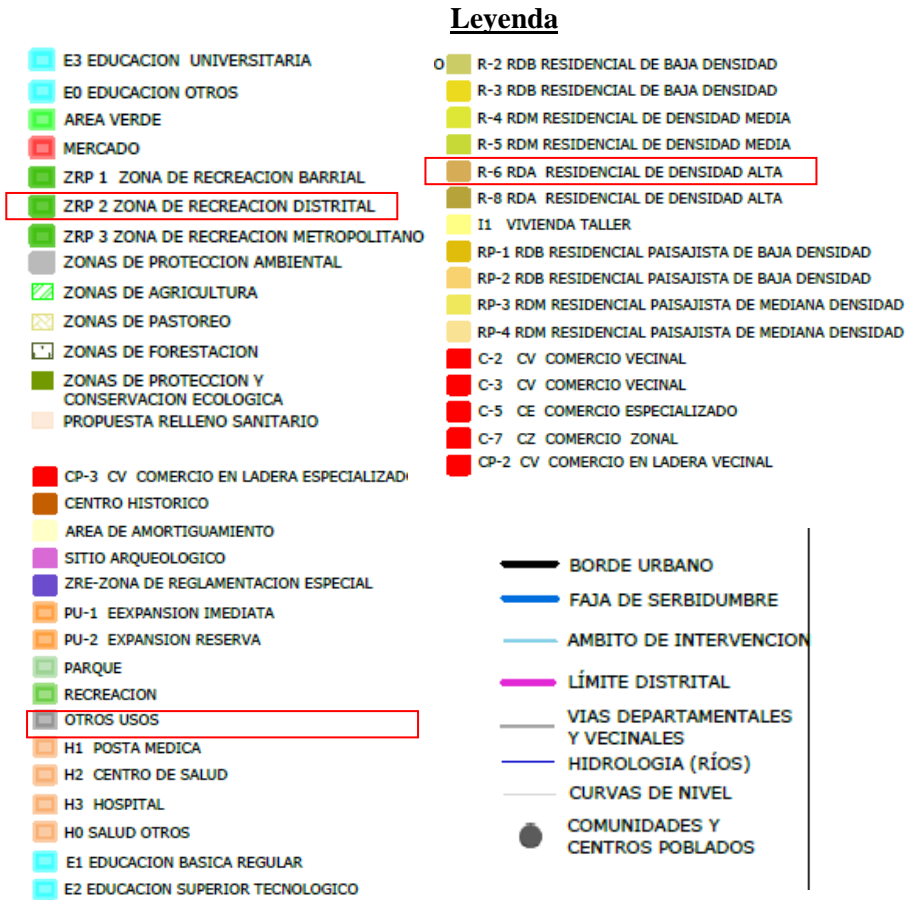 Leyenda
E3 EDUCACION UNIVERSITARIA
E0 EDUCACION OTROS
AREA VERDE
MERCADO
ZRP 1 ZONA DE RECREACION BARRIAL
ZRP 2 ZONA DE RECREACION DISTRITAL
ZRP 3 ZONA DE RECREACION METROPOLITANO
ZONAS DE PROTECCION AMBIENTAL
ZONAS DE AGRICULTURA
ZONAS DE PASTOREO
ZONAS DE FORESTACION
ZONAS DE PROTECCION Y
CONSERVACION ECOLOGICA
PROPUESTA RELLENO SANITARIO
CP-3 CV COMERCIO EN LADERA ESPECIALIZADO
CENTRO HISTORICO
AREA DE AMORTIGUAMIENTO
SITIO ARQUEOLOGICO
ZRE-ZONA DE REGLAMENTACION ESPECIAL
PU-1 EEXPANSION IMEDIATA
PU-2 EXPANSION RESERVA
PARQUE
RECREACION
OTROS USOS
H1 POSTA MEDICA
H2 CENTRO DE SALUD
H3 HOSPITAL
H0 SALUD OTROS
E1 EDUCACION BASICA REGULAR
E2 EDUCACION SUPERIOR TECNOLOGICO
O R-2 RDB RESIDENCIAL DE BAJA DENSIDAD
R-3 RDB RESIDENCIAL DE BAJA DENSIDAD
R-4 RDM RESIDENCIAL DE DENSIDAD MEDIA
R-5 RDM RESIDENCIAL DE DENSIDAD MEDIA
R-6 RDA RESIDENCIAL DE DENSIDAD ALTA
R-8 RDA RESIDENCIAL DE DENSIDAD ALTA
I1 VIVIENDA TALLER
RP-1 RDB RESIDENCIAL PAISAJISTA DE BAJA DENSIDAD
RP-2 RDB RESIDENCIAL PAISAJISTA DE BAJA DENSIDAD
RP-3 RDM RESIDENCIAL PAISAJISTA DE MEDIANA DENSIDAD
RP-4 RDM RESIDENCIAL PAISAJISTA DE MEDIANA DENSIDAD
C-2 CV COMERCIO VECINAL
C-3 CV COMERCIO VECINAL
C-5 CE COMERCIO ESPECIALIZADO
C-7 CZ COMERCIO ZONAL
CP-2 CV COMERCIO EN LADERA VECINAL
BORDE URBANO
FAJA DE SERBIDUMBRE
AMBITO DE INTERVENCION
LÍMITE DISTRITAL
VIAS DEPARTAMENTALES
Y VECINALES
HIDROLOGIA (RÍOS)
CURVAS DE NIVEL
COMUNIDADES Y
CENTROS POBLADOS